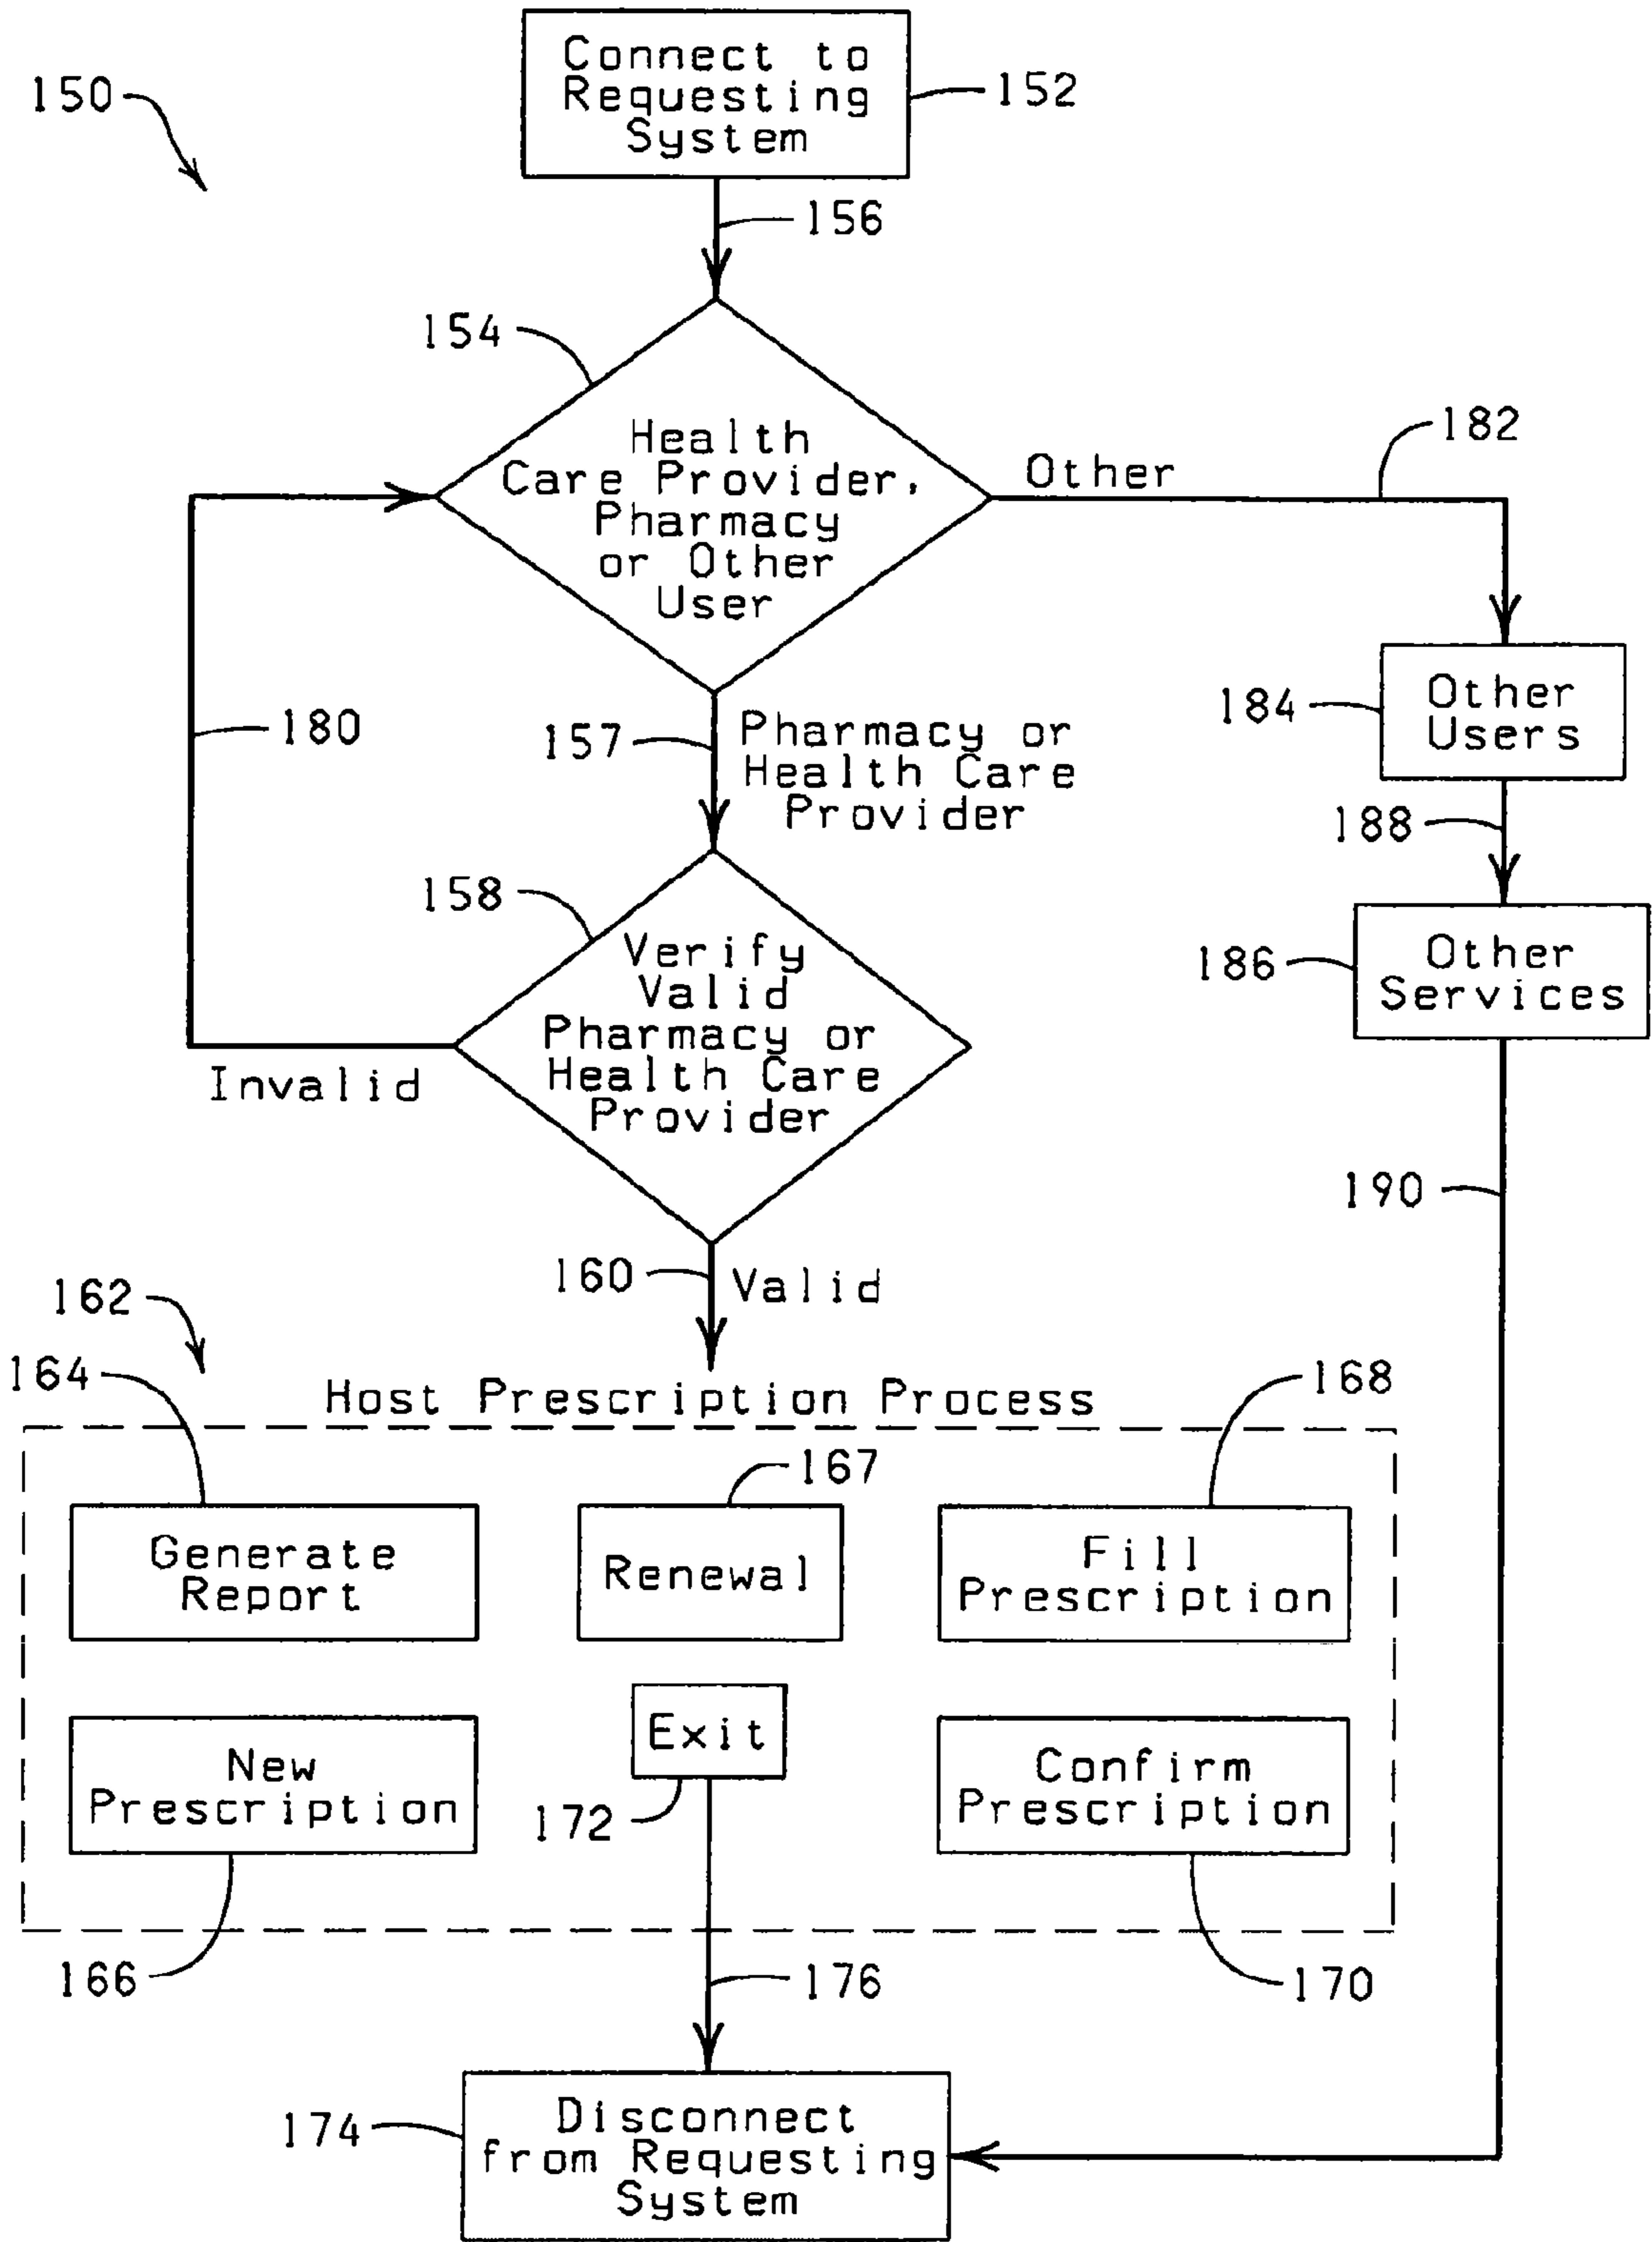 Connect to
Requesting
System
150
152
156
154
Health
Care Provider,
Pharmacy
or Other
User
Other
182
180
157
Pharmacy or
Health Care
Provider
184
Other
Users
188
158
Verify
Valid
Pharmacy or
Health Care
Provider
186
Other
Services
Invalid
190
160
Valid
162
164
Host Prescription Process
168
167
Generate
Report
Renewal
Fill
Prescription
New
Prescription
Exit
172
Confirm
Prescription
166
176
170
174
Disconnect
from Requesting
System